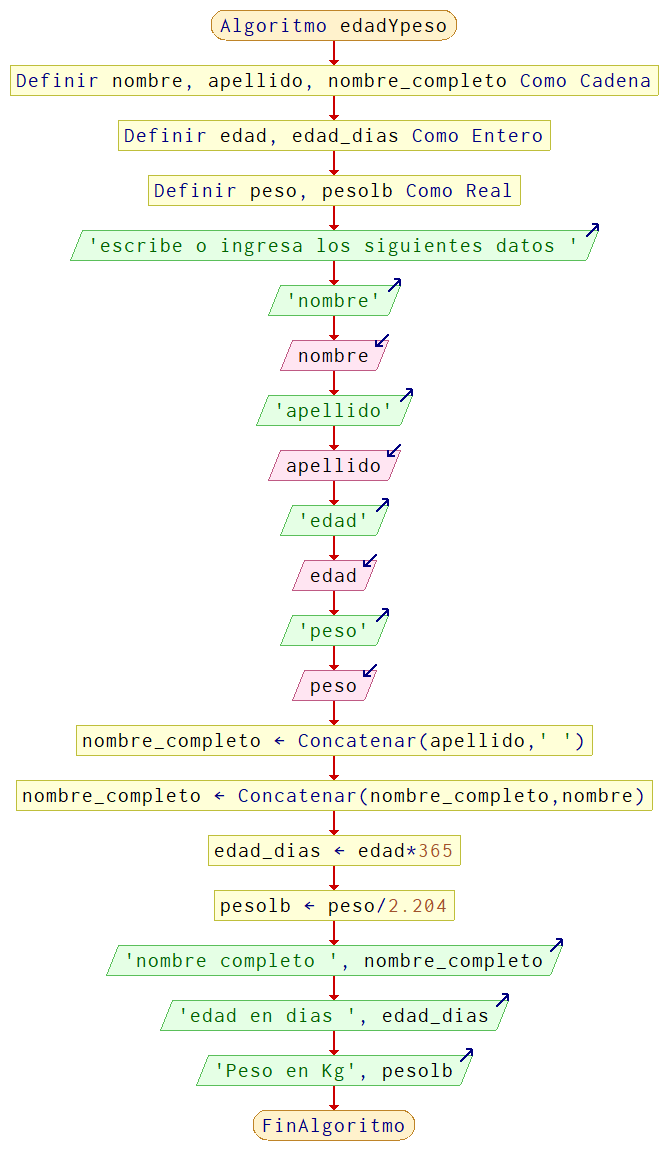 Algoritmo edadYpeso
Definir nombre, apellido, nombre_completo Como Cadena
Definir edad, edad_dias Como Entero
Definir peso, pesolb Como Real
'escribe o ingresa los siguientes datos '
'nombre'
nombre
'apellido'
apellido
'edad'
edad
'peso'
peso
nombre_completo ← Concatenar(apellido,' ')
nombre_completo ← Concatenar(nombre_completo,nombre)
edad_dias ← edad*365
pesolb ← peso/2.204
'nombre completo ', nombre_completo
'edad en dias ', edad_dias
'Peso en Kg', pesolb
FinAlgoritmo